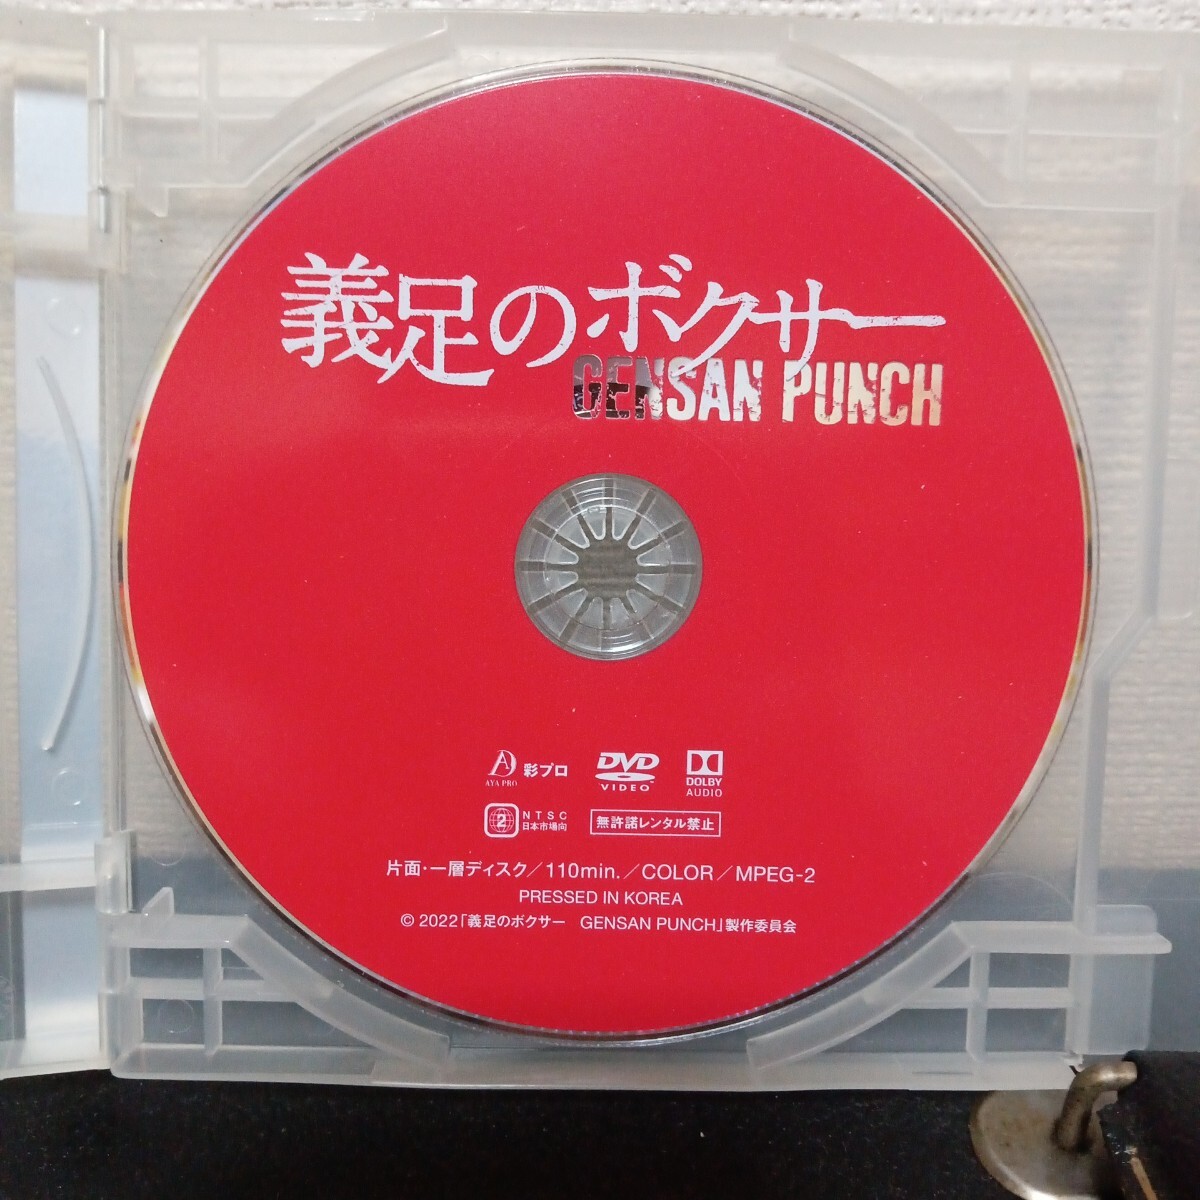 義足のボクサー
GENSAN PUNCH
AYA PRO 彩プロ DVD VIDEO DOLBY AUDIO
2 NTSC 日本市場向 無許諾レンタル禁止
片面・一層ディスク／110min.／COLOR／MPEG-2
PRESSED IN KOREA
© 2022「義足のボクサー　GENSAN PUNCH」製作委員会